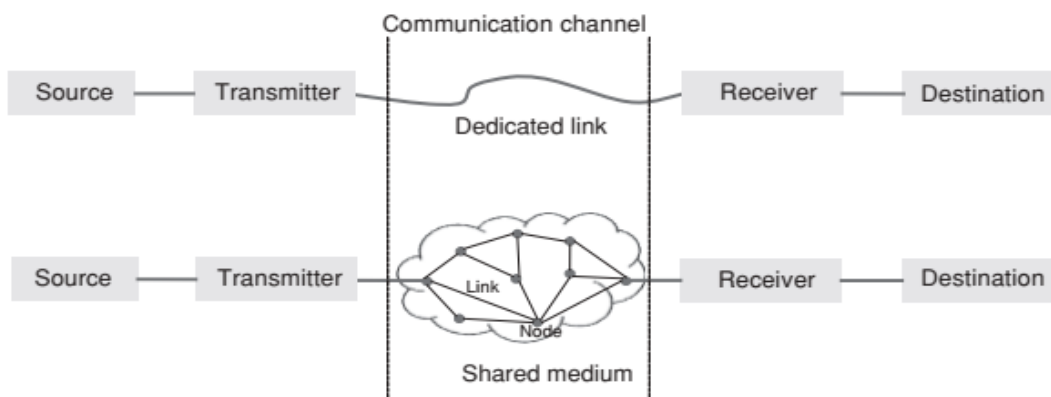 Communication channel
Source
Transmitter
Receiver
Destination
Dedicated link
Source
Transmitter
Link
Node
Receiver
Destination
Shared medium